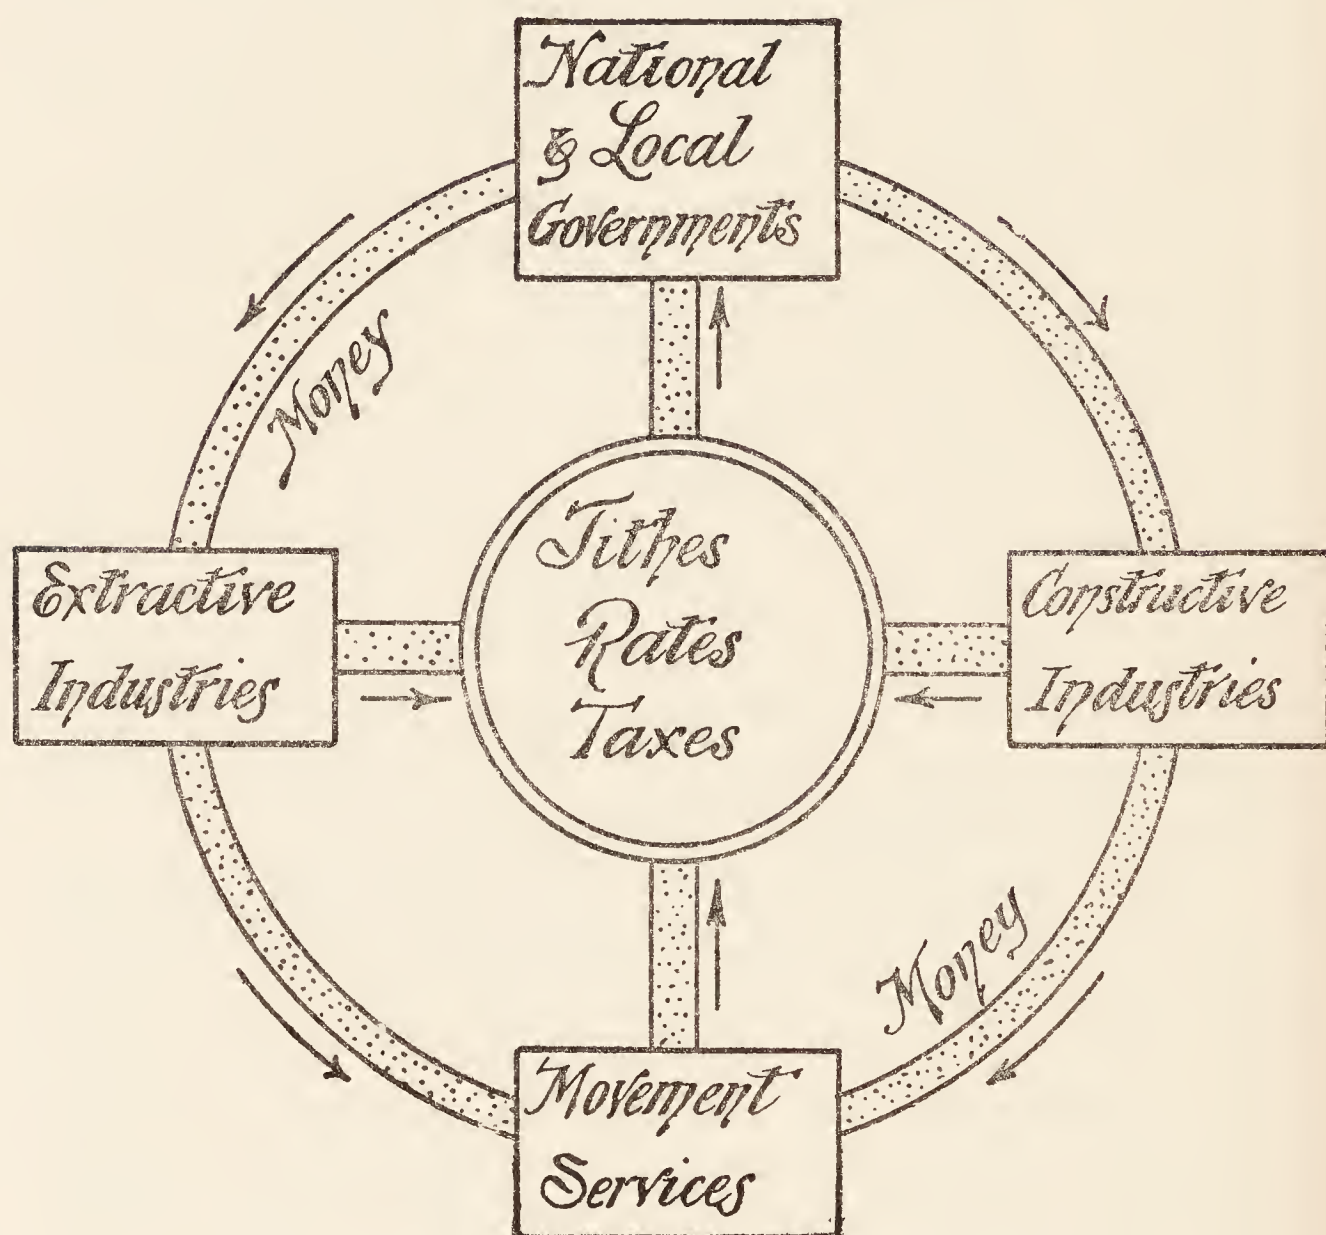 National
& Local
Governments
Money
Extractive
Industries
Tithes
Rates
Taxes
Constructive
Industries
Money
Movement
Services